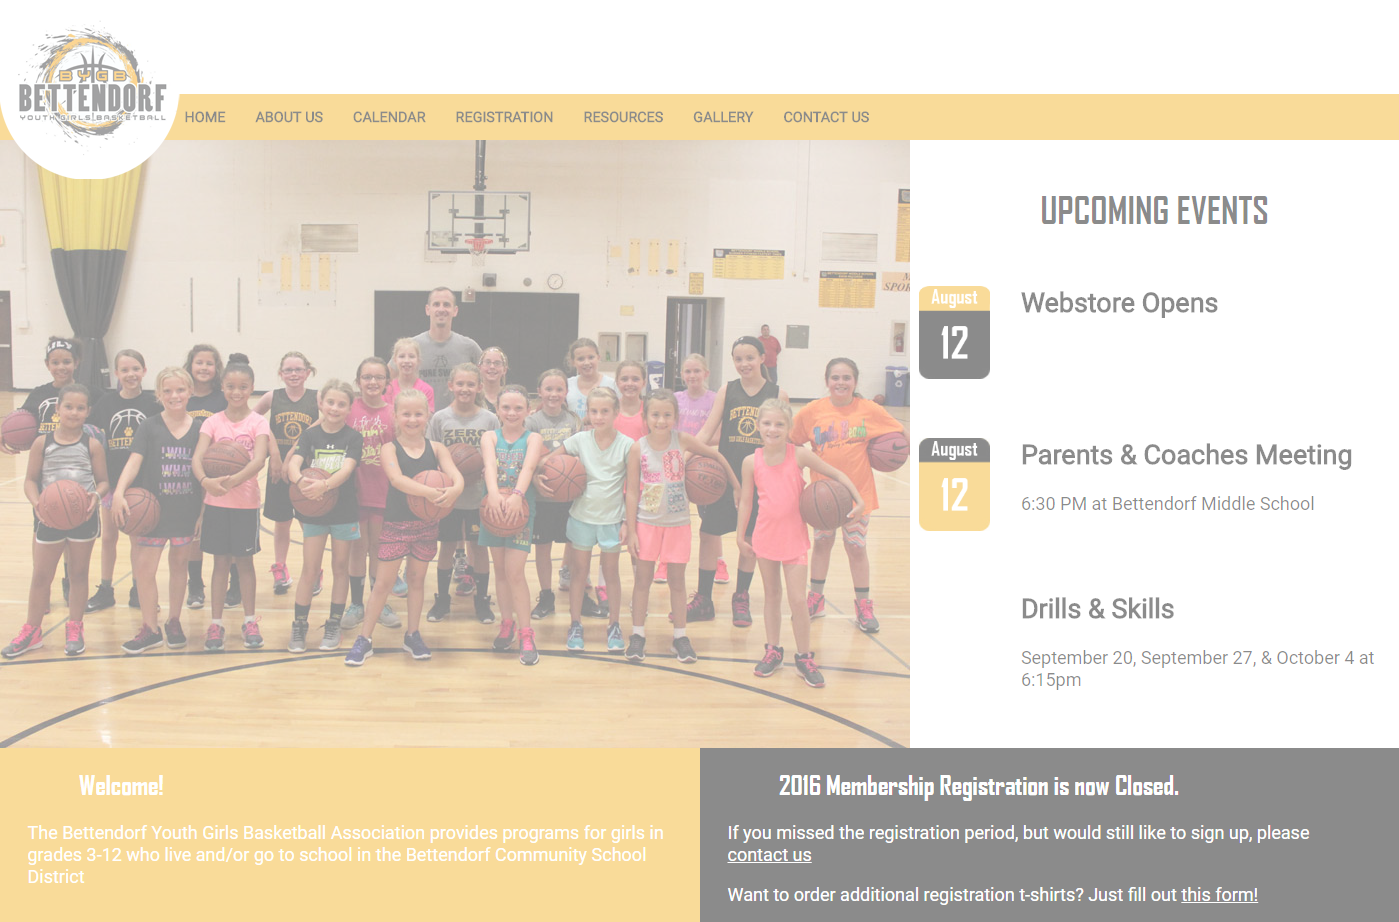 BYGB
BETTENDORF
YOUTH GIRLS BASKETBALL
HOME ABOUT US CALENDAR REGISTRATION RESOURCES GALLERY CONTACT US
UPCOMING EVENTS
August
12
Webstore Opens
August
12
Parents & Coaches Meeting
6:30 PM at Bettendorf Middle School
Drills & Skills
September 20, September 27, & October 4 at
6:15pm
LILY
BETTENDORF
ZERO
DAWG
BETTENDORF
Welcome!
The Bettendorf Youth Girls Basketball Association provides programs for girls in
grades 3-12 who live and/or go to school in the Bettendorf Community School
District
2016 Membership Registration is now Closed.
If you missed the registration period, but would still like to sign up, please
contact us
Want to order additional registration t-shirts? Just fill out this form!